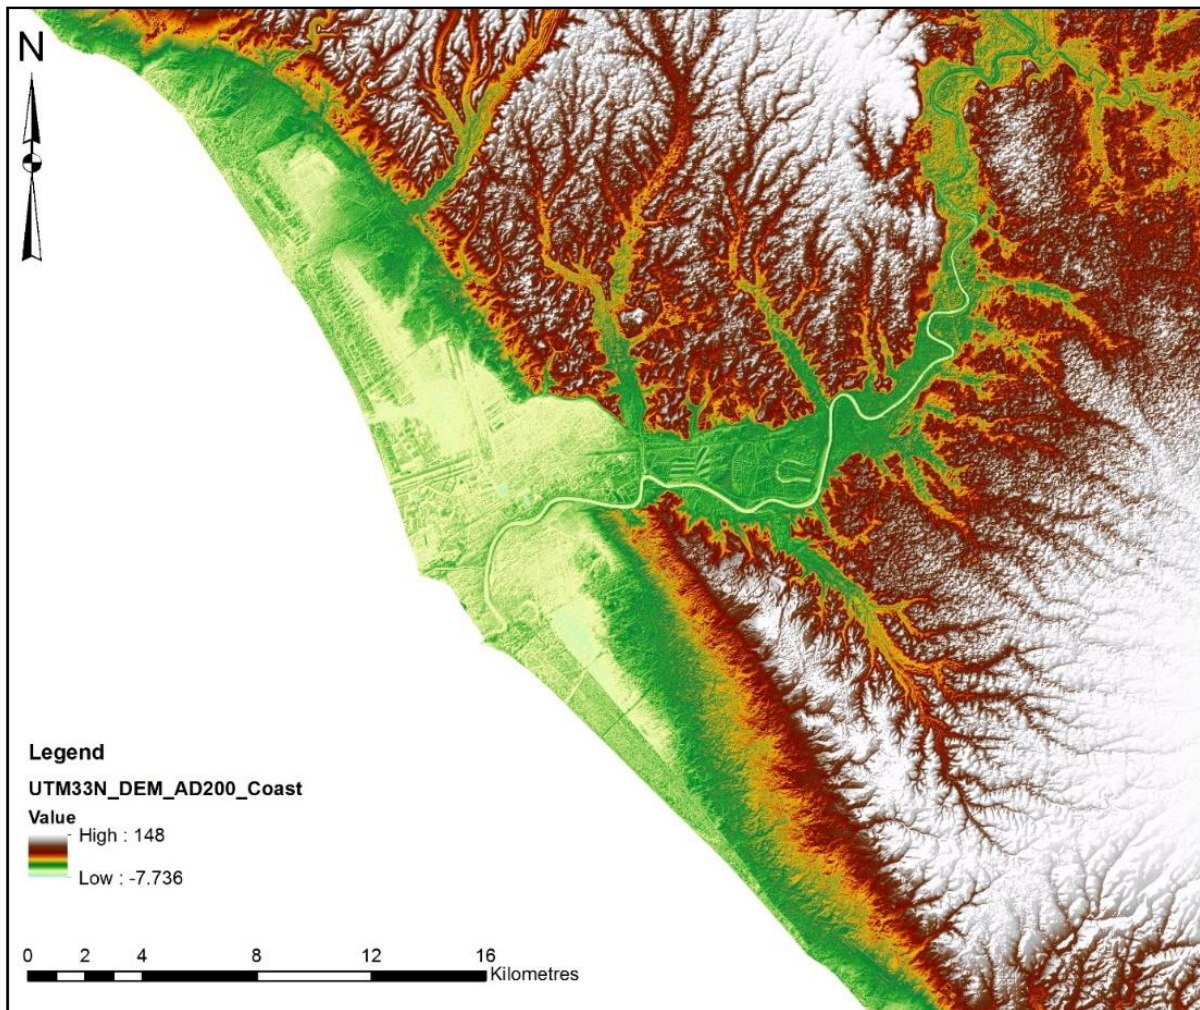 N
Legend
UTM33N_DEM_AD200_Coast
Value
High : 148
Low : -7.736
0 2 4 8 12 16
Kilometres